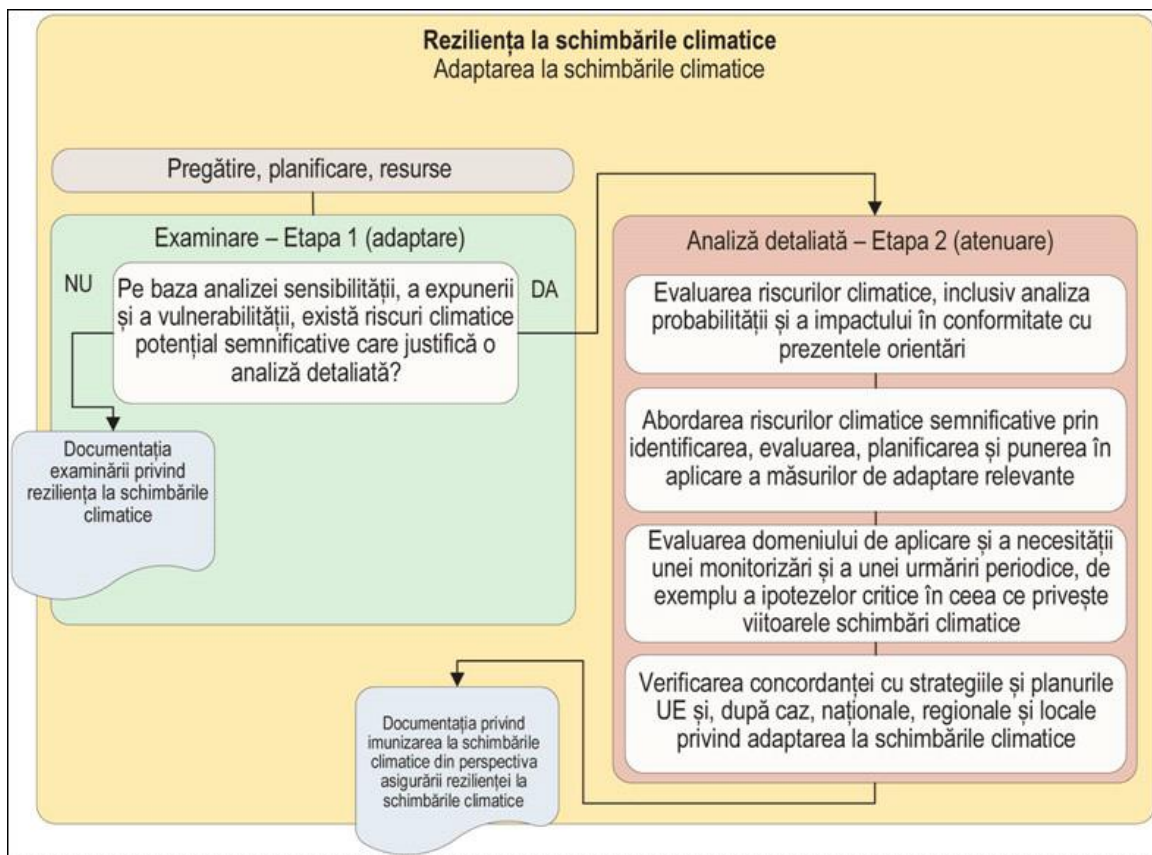 Reziliența la schimbările climatice
Adaptarea la schimbările climatice
Pregătire, planificare, resurse
Examinare – Etapa 1 (adaptare)
NU
Pe baza analizei sensibilității, a expunerii
și a vulnerabilității, există riscuri climatice
potențial semnificative care justifică o
analiză detaliată?
DA
Documentația
examinării privind
reziliența la schimbările
climatice
Analiză detaliată – Etapa 2 (atenuare)
Evaluarea riscurilor climatice, inclusiv analiza
probabilității și a impactului în conformitate cu
prezentele orientări
Abordarea riscurilor climatice semnificative prin
identificarea, evaluarea, planificarea și punerea în
aplicare a măsurilor de adaptare relevante
Evaluarea domeniului de aplicare și a necesității
unei monitorizări și a unei urmăriri periodice, de
exemplu a ipotezelor critice în ceea ce privește
viitoarele schimbări climatice
Verificarea concordanței cu strategiile și planurile
UE și, după caz, naționale, regionale și locale
privind adaptarea la schimbările climatice
Documentația privind
imunizarea la schimbările
climatice din perspectiva
asigurării rezilienței la
schimbările climatice